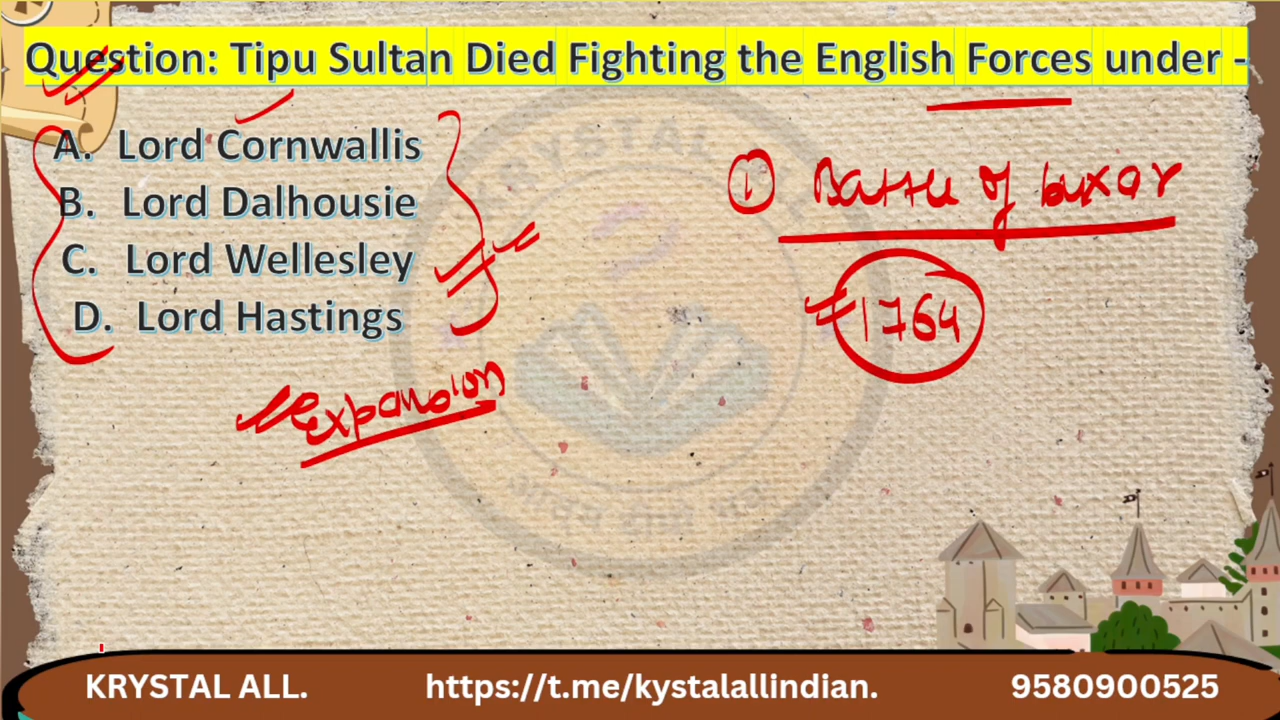 Question: Tipu Sultan Died Fighting the English Forces under -
A. Lord Cornwallis
B. Lord Dalhousie
C. Lord Wellesley
D. Lord Hastings
① Battle of buxar
1764
Expansion
KRYSTAL
KRYSTAL ALL. https://t.me/kystalallindian. 9580900525